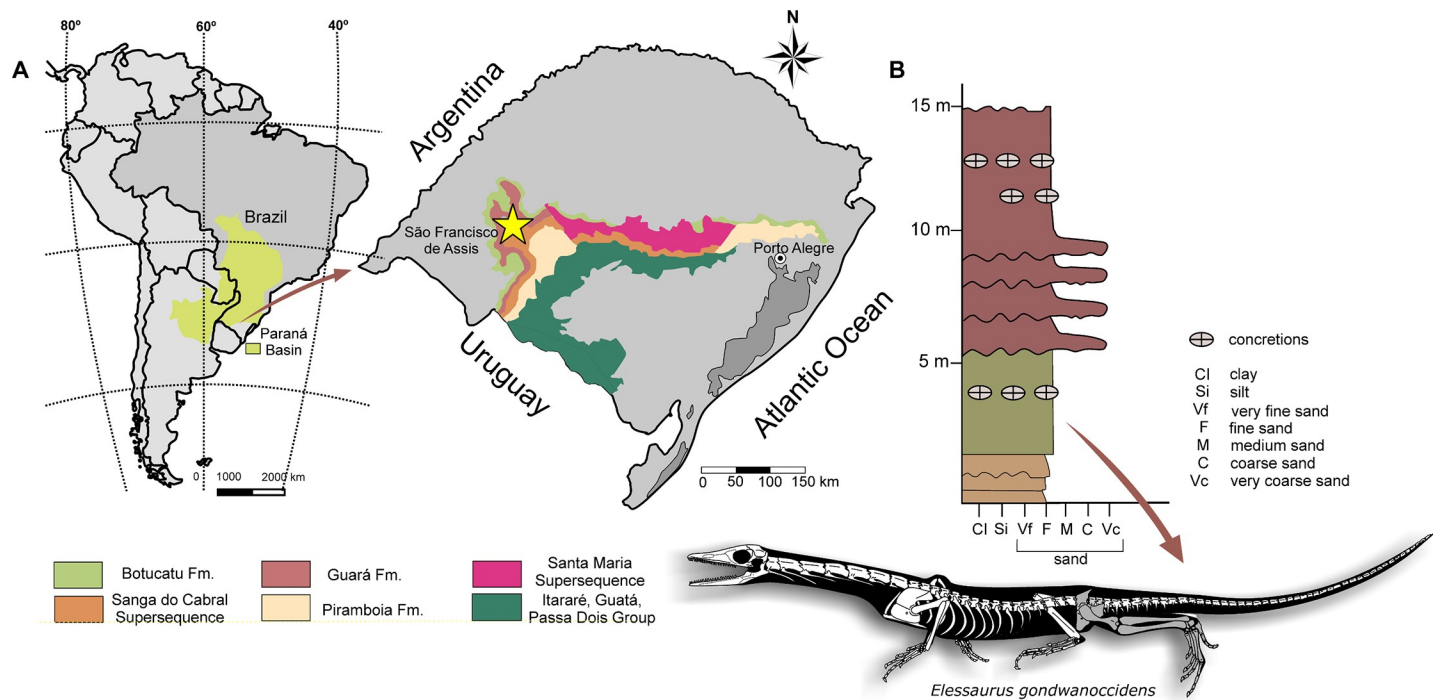 80º
60º
40º
A
Brazil
Paraná
Basin
0 1000 2000 km
Argentina
N
São Francisco
de Assis
Porto Alegre
Uruguay
Atlantic Ocean
0 50 100 150 km
B
15 m
10 m
5 m
Cl Si Vf F M C Vc
sand
concretions
Cl clay
Si silt
Vf very fine sand
F fine sand
M medium sand
C coarse sand
Vc very coarse sand
Botucatu Fm.
Sanga do Cabral
Supersequence
Guará Fm.
Piramboia Fm.
Santa Maria
Supersequence
Itararé, Guatá,
Passa Dois Group
Elessaurus gondwanoccidens